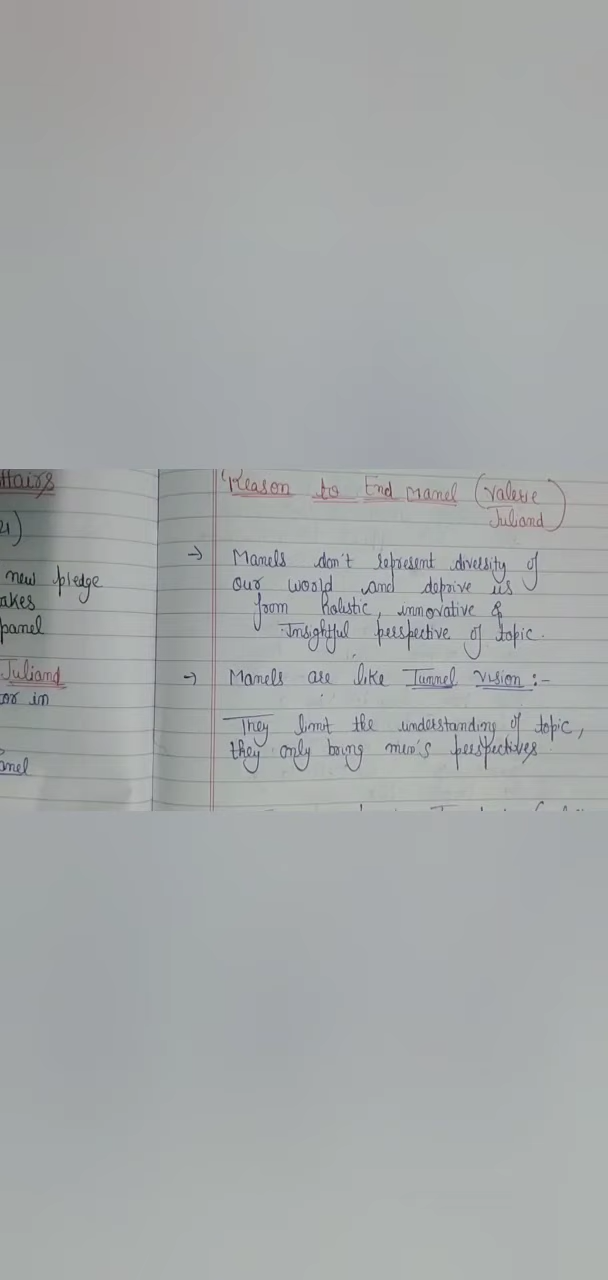 ffairs
21)
new pledge
akes
panel
Juliand
or in
anel
Reason to End Manel (Valerie
Juliand)
→ Manels don't represent diversity of
our world and deprive us
from holistic, innovative &
Insightful perspective of topic.
→ Manels are like Tunnel vision :-
They limit the understanding of topic,
they only bring men's perspectives.